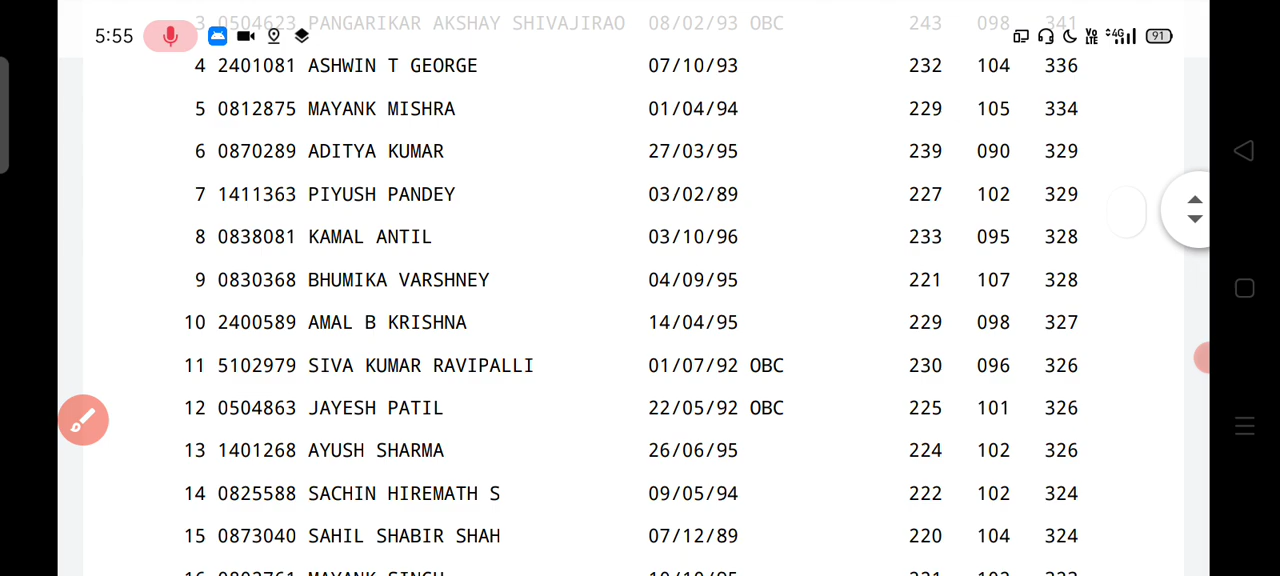 3 0504623 PANGARIKAR AKSHAY SHIVAJIRAO 08/02/93 OBC 243 098 341
5:55 VO LTE 4G 91
4 2401081 ASHWIN T GEORGE 07/10/93 232 104 336
5 0812875 MAYANK MISHRA 01/04/94 229 105 334
6 0870289 ADITYA KUMAR 27/03/95 239 090 329
7 1411363 PIYUSH PANDEY 03/02/89 227 102 329
8 0838081 KAMAL ANTIL 03/10/96 233 095 328
9 0830368 BHUMIKA VARSHNEY 04/09/95 221 107 328
10 2400589 AMAL B KRISHNA 14/04/95 229 098 327
11 5102979 SIVA KUMAR RAVIPALLI 01/07/92 OBC 230 096 326
12 0504863 JAYESH PATIL 22/05/92 OBC 225 101 326
13 1401268 AYUSH SHARMA 26/06/95 224 102 326
14 0825588 SACHIN HIREMATH S 09/05/94 222 102 324
15 0873040 SAHIL SHABIR SHAH 07/12/89 220 104 324
MAYANK SINGH